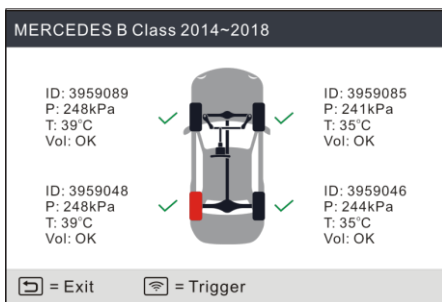 MERCEDES B Class 2014~2018
ID: 3959089
P: 248kPa
T: 39°C
Vol: OK
ID: 3959085
P: 241kPa
T: 35°C
Vol: OK
ID: 3959048
P: 248kPa
T: 39°C
Vol: OK
ID: 3959046
P: 244kPa
T: 35°C
Vol: OK
= Exit = Trigger